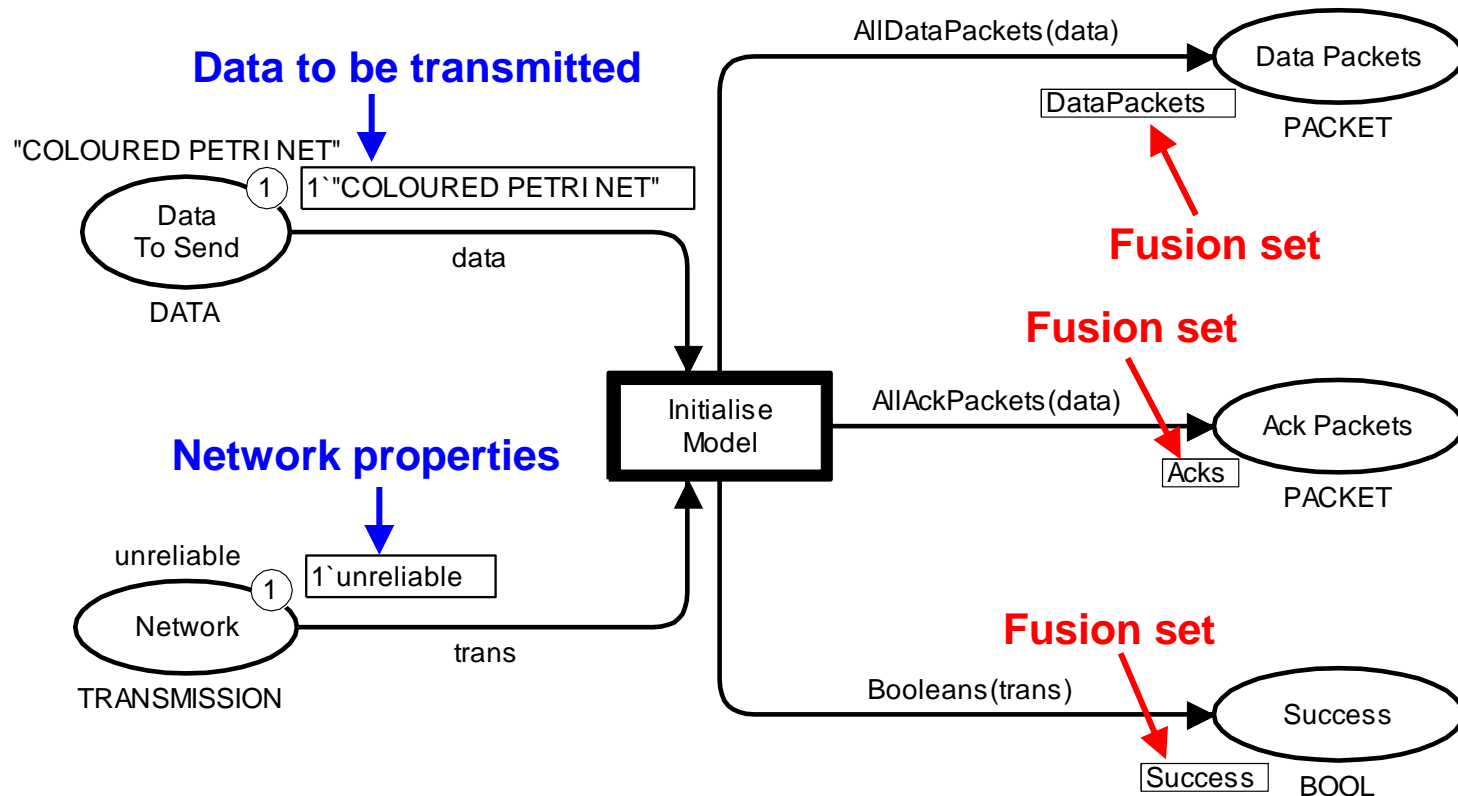 AllDataPackets(data)
Data Packets
DataPackets
PACKET
Data to be transmitted
"COLOURED PETRI NET"
1
1`"COLOURED PETRI NET"
Data
To Send
data
DATA
Fusion set
Fusion set
Initialise
Model
AllAckPackets(data)
Ack Packets
Acks
PACKET
Network properties
unreliable
1
1`unreliable
Network
trans
TRANSMISSION
Fusion set
Booleans(trans)
Success
Success
BOOL